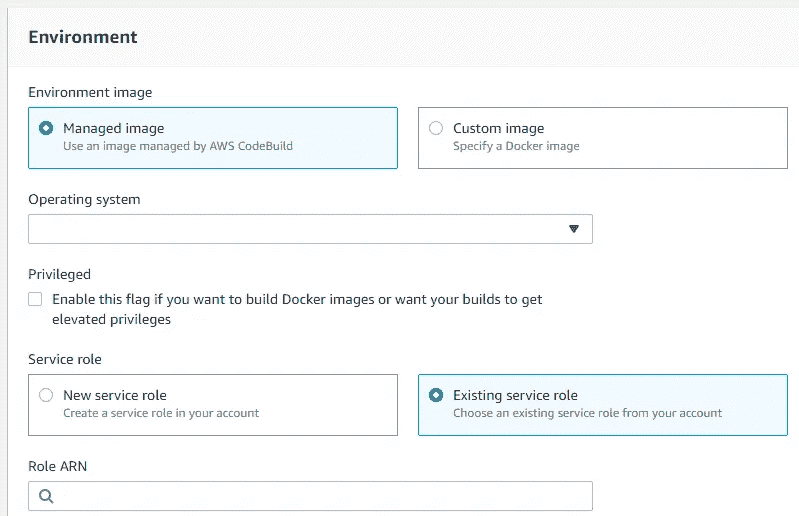 Environment
Environment image
Managed image
Use an image managed by AWS CodeBuild
Custom image
Specify a Docker image
Operating system
Privileged
Enable this flag if you want to build Docker images or want your builds to get
elevated privileges
Service role
New service role
Create a service role in your account
Existing service role
Choose an existing service role from your account
Role ARN